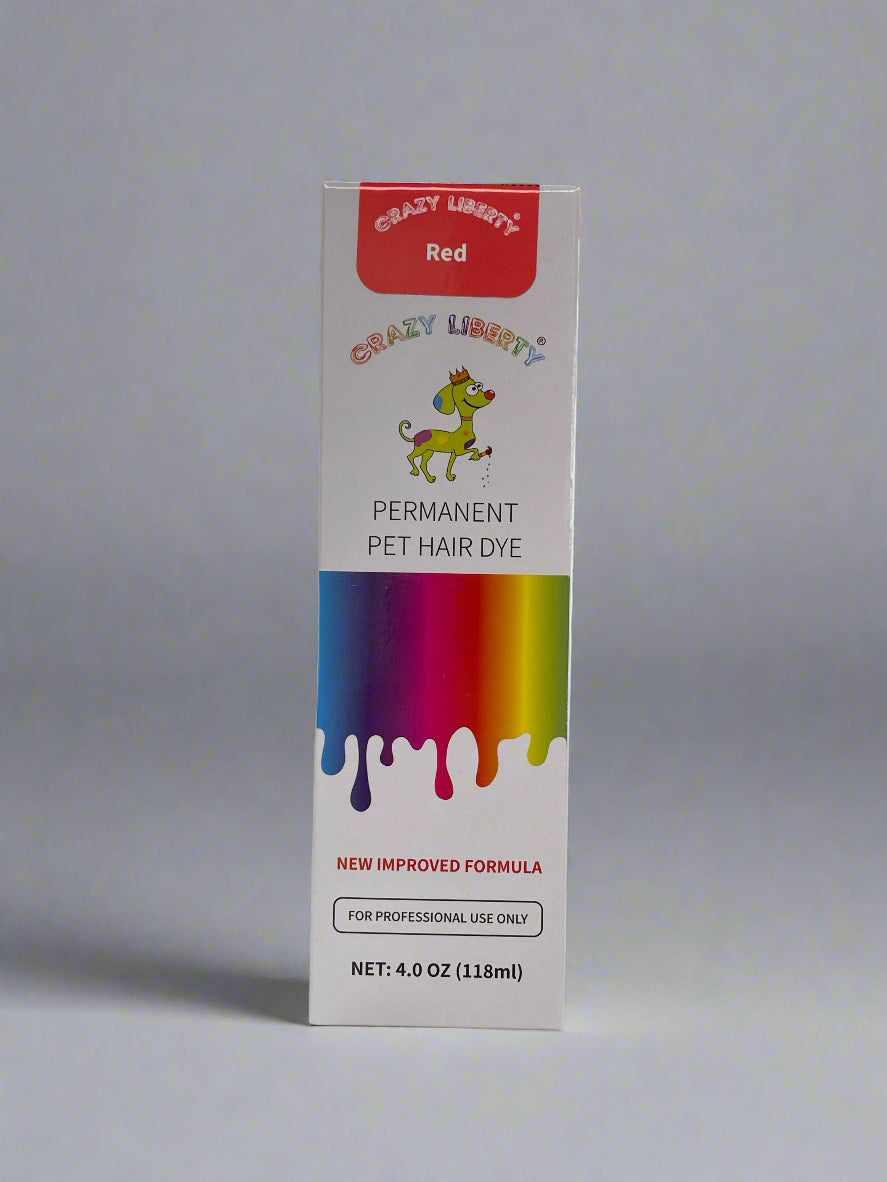 CRAZY LIBERTY®
Red
CRAZY LIBERTY®
PERMANENT
PET HAIR DYE
NEW IMPROVED FORMULA
FOR PROFESSIONAL USE ONLY
NET: 4.0 OZ (118ml)